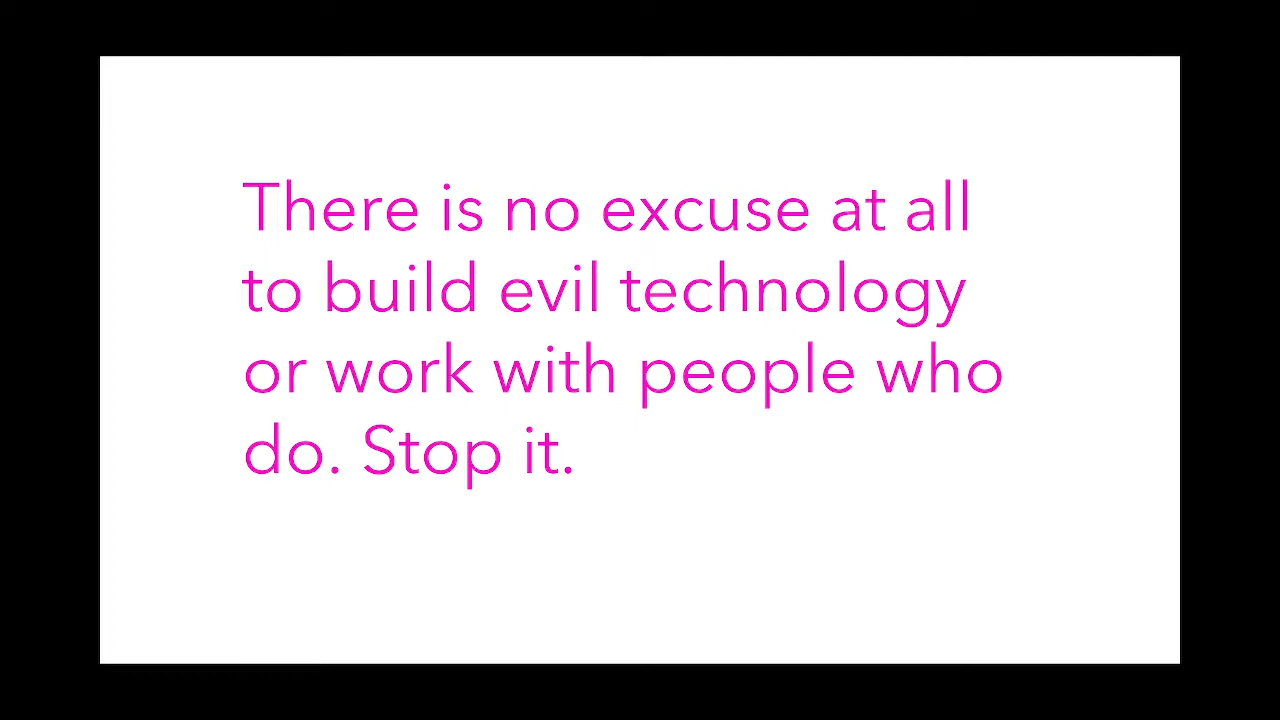 There is no excuse at all
to build evil technology
or work with people who
do. Stop it.